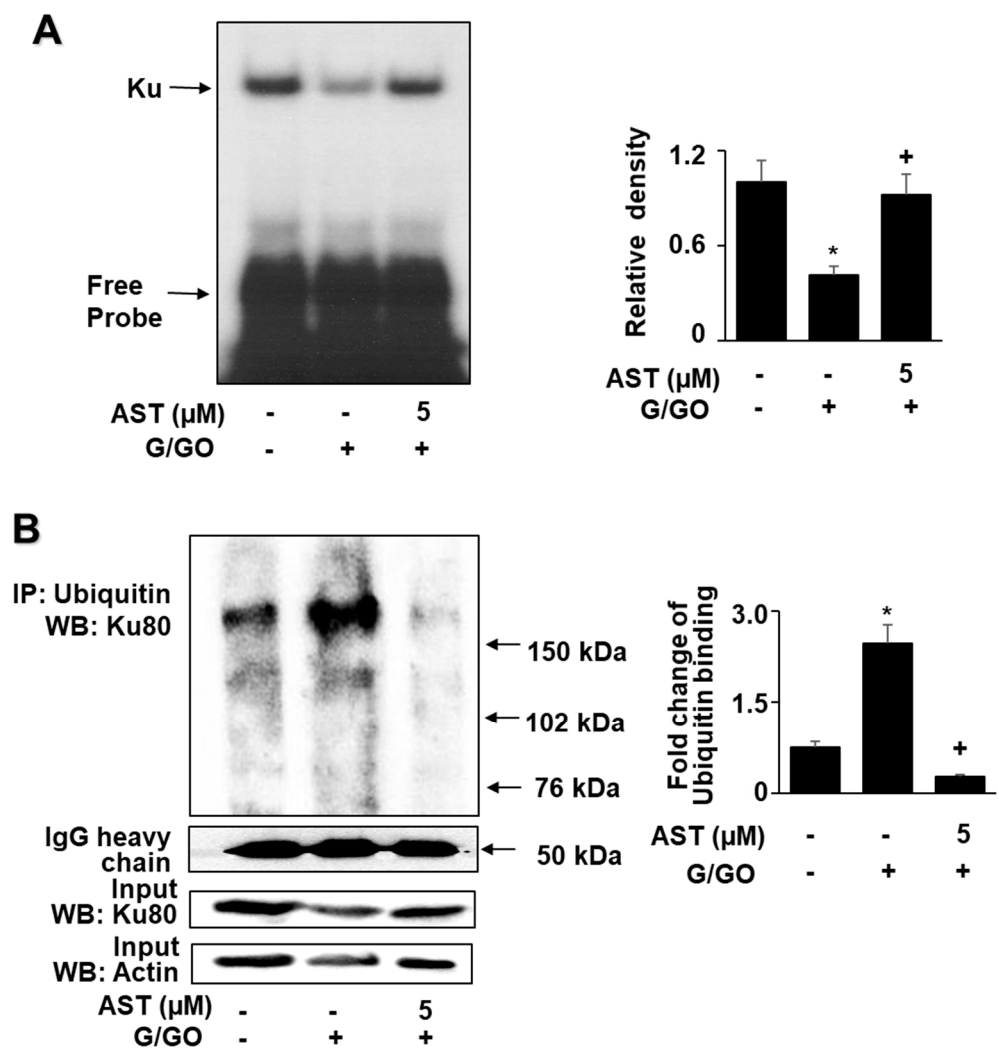 A
Ku
Free
Probe
AST (µM) - - 5
G/GO - + +
Relative density
1.2
0.6
0
*
+
AST (µM) - - 5
G/GO - + +
B
IP: Ubiquitin
WB: Ku80
150 kDa
102 kDa
76 kDa
IgG heavy
chain
50 kDa
Input
WB: Ku80
Input
WB: Actin
AST (µM) - - 5
G/GO - + +
Fold change of
Ubiquitin binding
3.0
1.5
0
*
+
AST (µM) - - 5
G/GO - + +